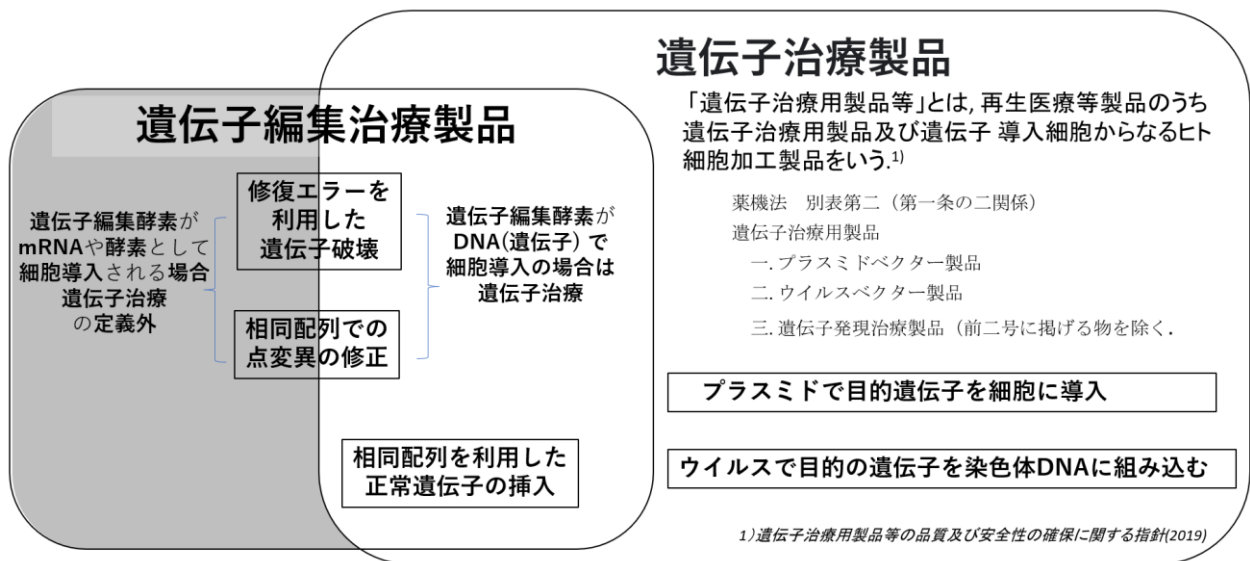 遺伝子治療製品
「遺伝子治療用製品等」とは, 再生医療等製品のうち
遺伝子治療用製品及び遺伝子 導入細胞からなるヒト
細胞加工製品をいう.1)
薬機法　別表第二（第一条の二関係）
遺伝子治療用製品
一. プラスミドベクター製品
二. ウイルスベクター製品
三. 遺伝子発現治療製品（前二号に掲げる物を除く.
プラスミドで目的遺伝子を細胞に導入
ウイルスで目的の遺伝子を染色体DNAに組み込む
1)遺伝子治療用製品等の品質及び安全性の確保に関する指針(2019)
遺伝子編集治療製品
遺伝子編集酵素が
mRNAや酵素として
細胞導入される場合
遺伝子治療
の定義外
修復エラーを
利用した
遺伝子破壊
相同配列での
点変異の修正
遺伝子編集酵素が
DNA(遺伝子) で
細胞導入の場合は
遺伝子治療
相同配列を利用した
正常遺伝子の挿入